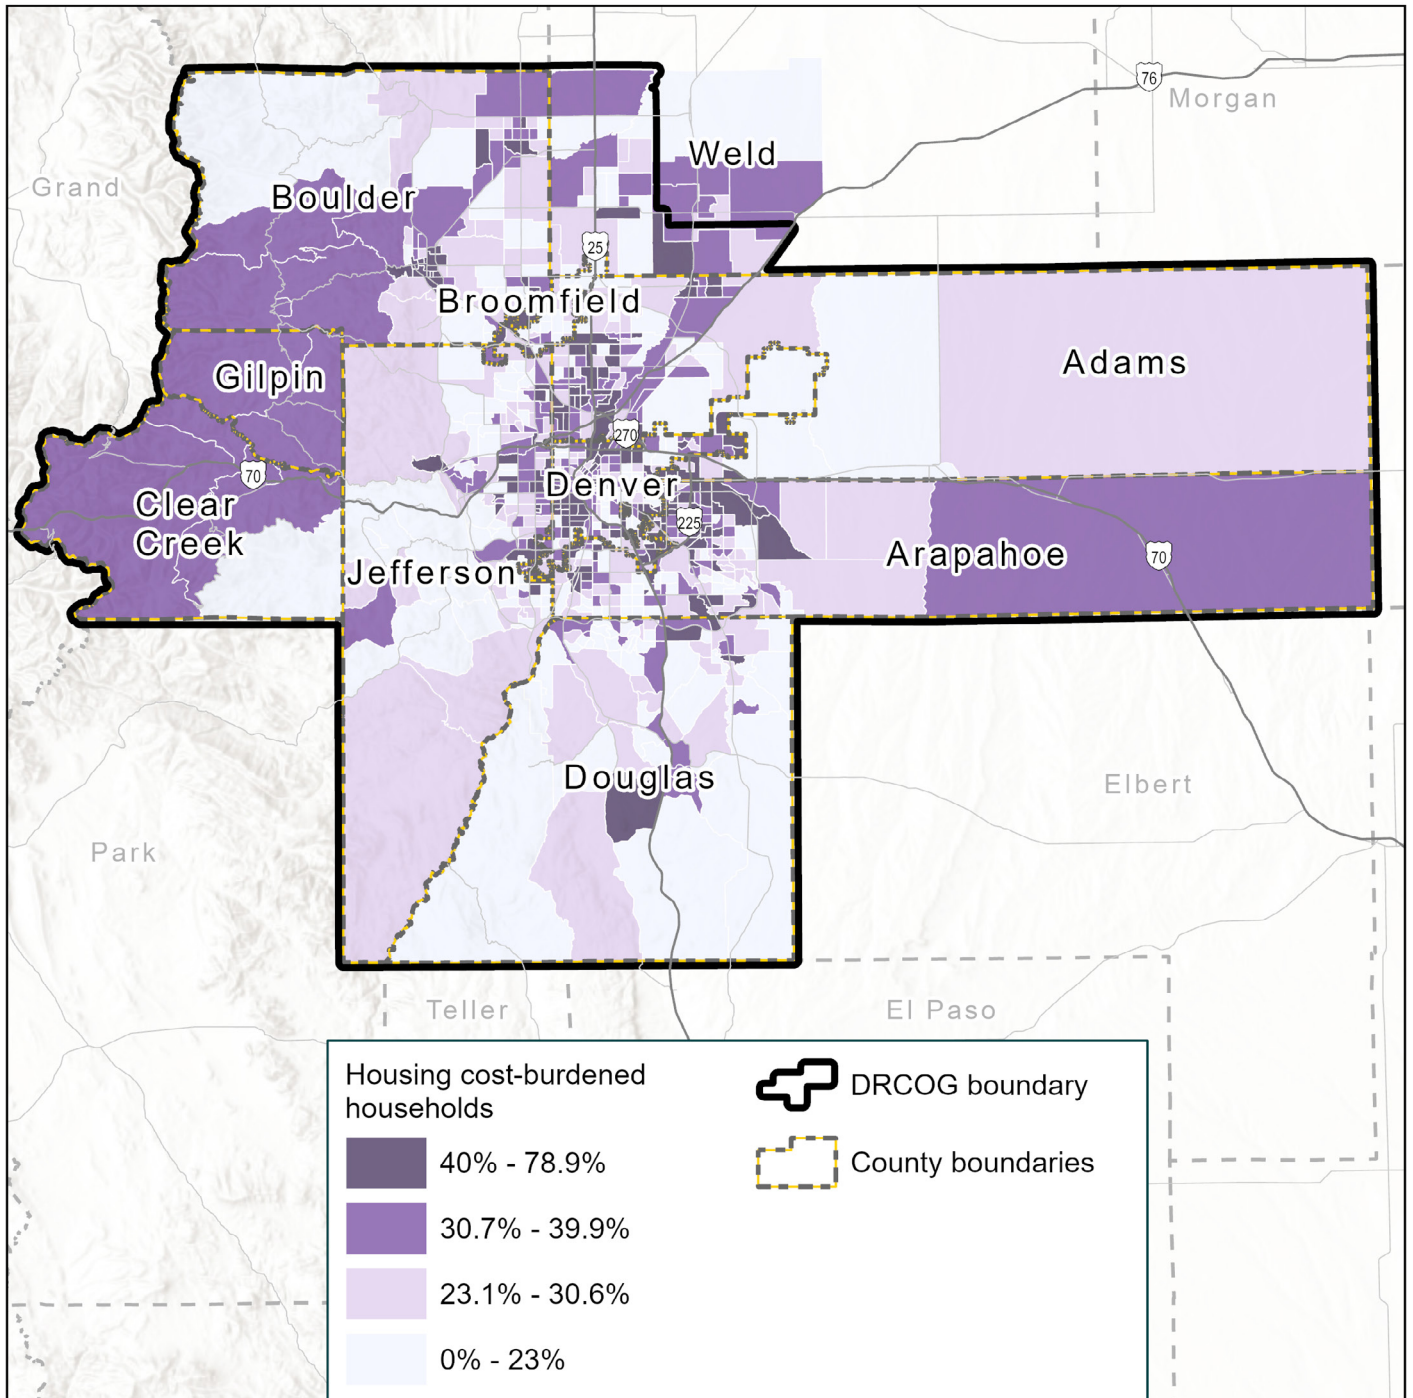 76
Morgan
Weld
Grand
Boulder
25
Broomfield
Adams
Gilpin
270
70
Denver
Clear
Creek
225
Arapahoe
70
Jefferson
Douglas
Elbert
Park
Teller
El Paso
Housing cost-burdened
households
40% - 78.9%
30.7% - 39.9%
23.1% - 30.6%
0% - 23%
DRCOG boundary
County boundaries